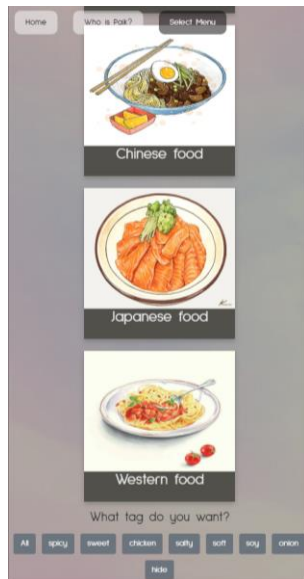 Home Who is Paik? Select Menu
Chinese food
Japanese food
Western food
What tag do you want?
All spicy sweet chicken salty soft soy onion
hide